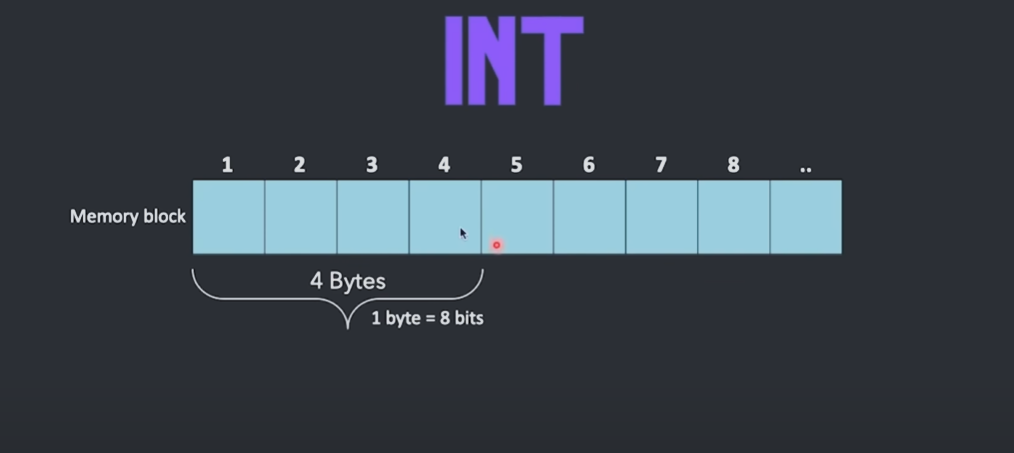 INT
1 2 3 4 5 6 7 8 ..
Memory block
4 Bytes
1 byte = 8 bits